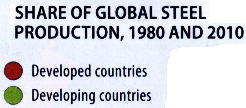 SHARE OF GLOBAL STEEL
PRODUCTION, 1980 AND 2010
Developed countries
Developing countries